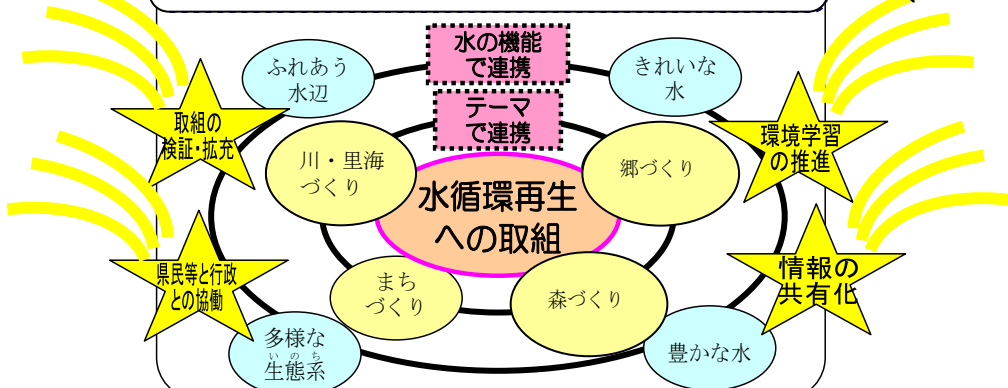 水の機能
で連携
ふれあう
水辺
きれいな
水
テーマ
で連携
取組の
検証・拡充
環境学習
の推進
川・里海
づくり
郷づくり
水循環再生
への取組
県民等と行政
との協働
情報の
共有化
まち
づくり
森づくり
多様な
いのち
生態系
豊かな水